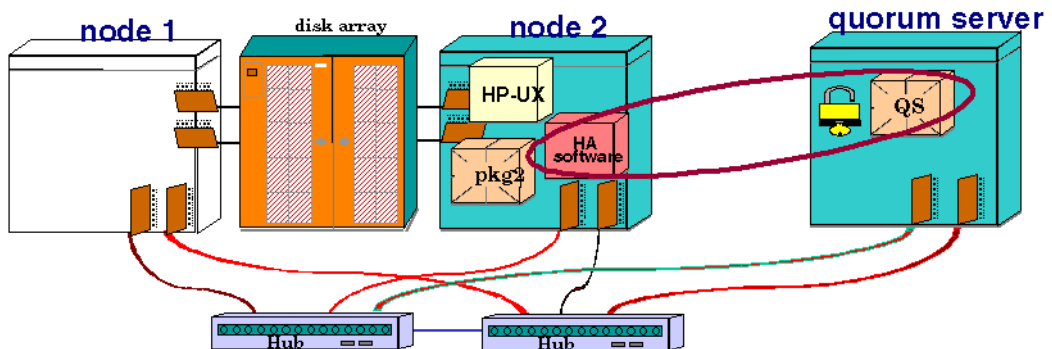 node 1
disk array
node 2
quorum server
HP-UX
QS
HA
software
pkg2
Hub
Hub